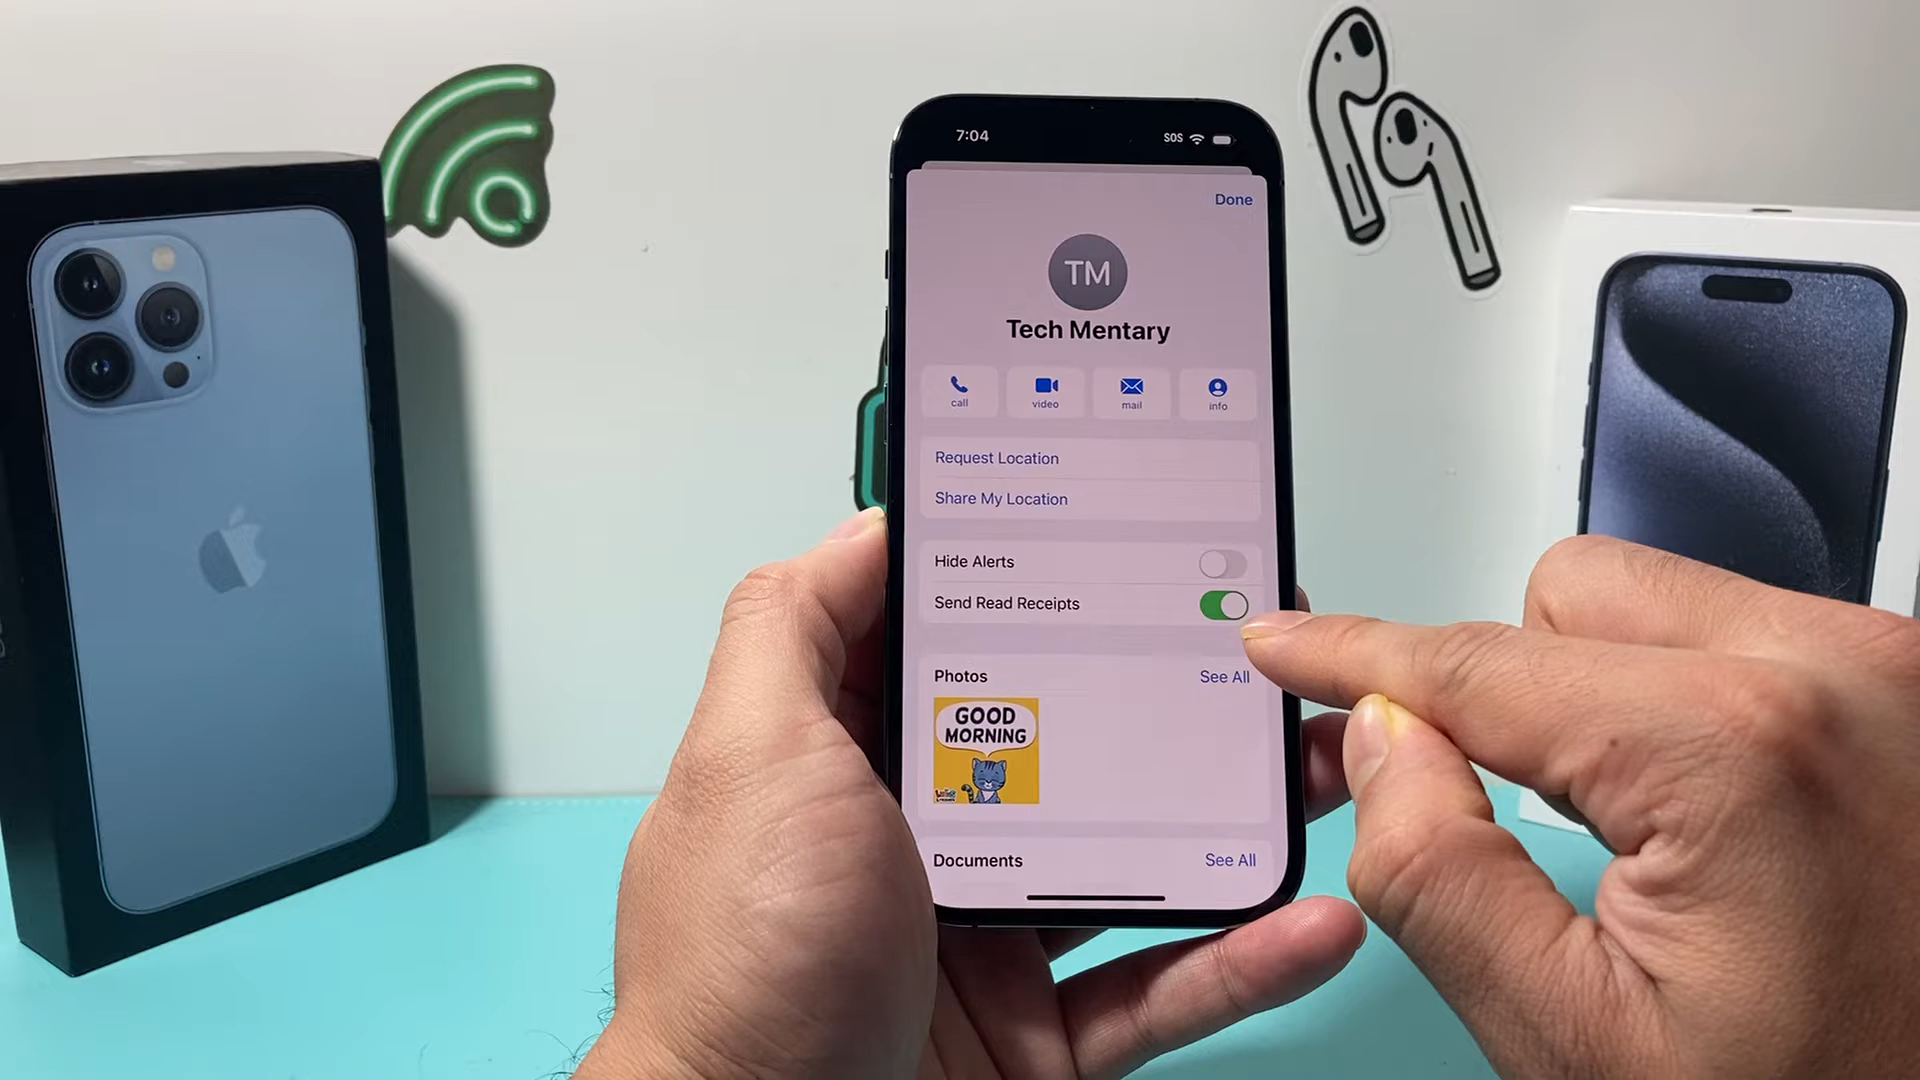 7:04 SOS
Done
TM
Tech Mentary
call video mail info
Request Location
Share My Location
Hide Alerts
Send Read Receipts
Photos See All
GOOD
MORNING
Documents See All